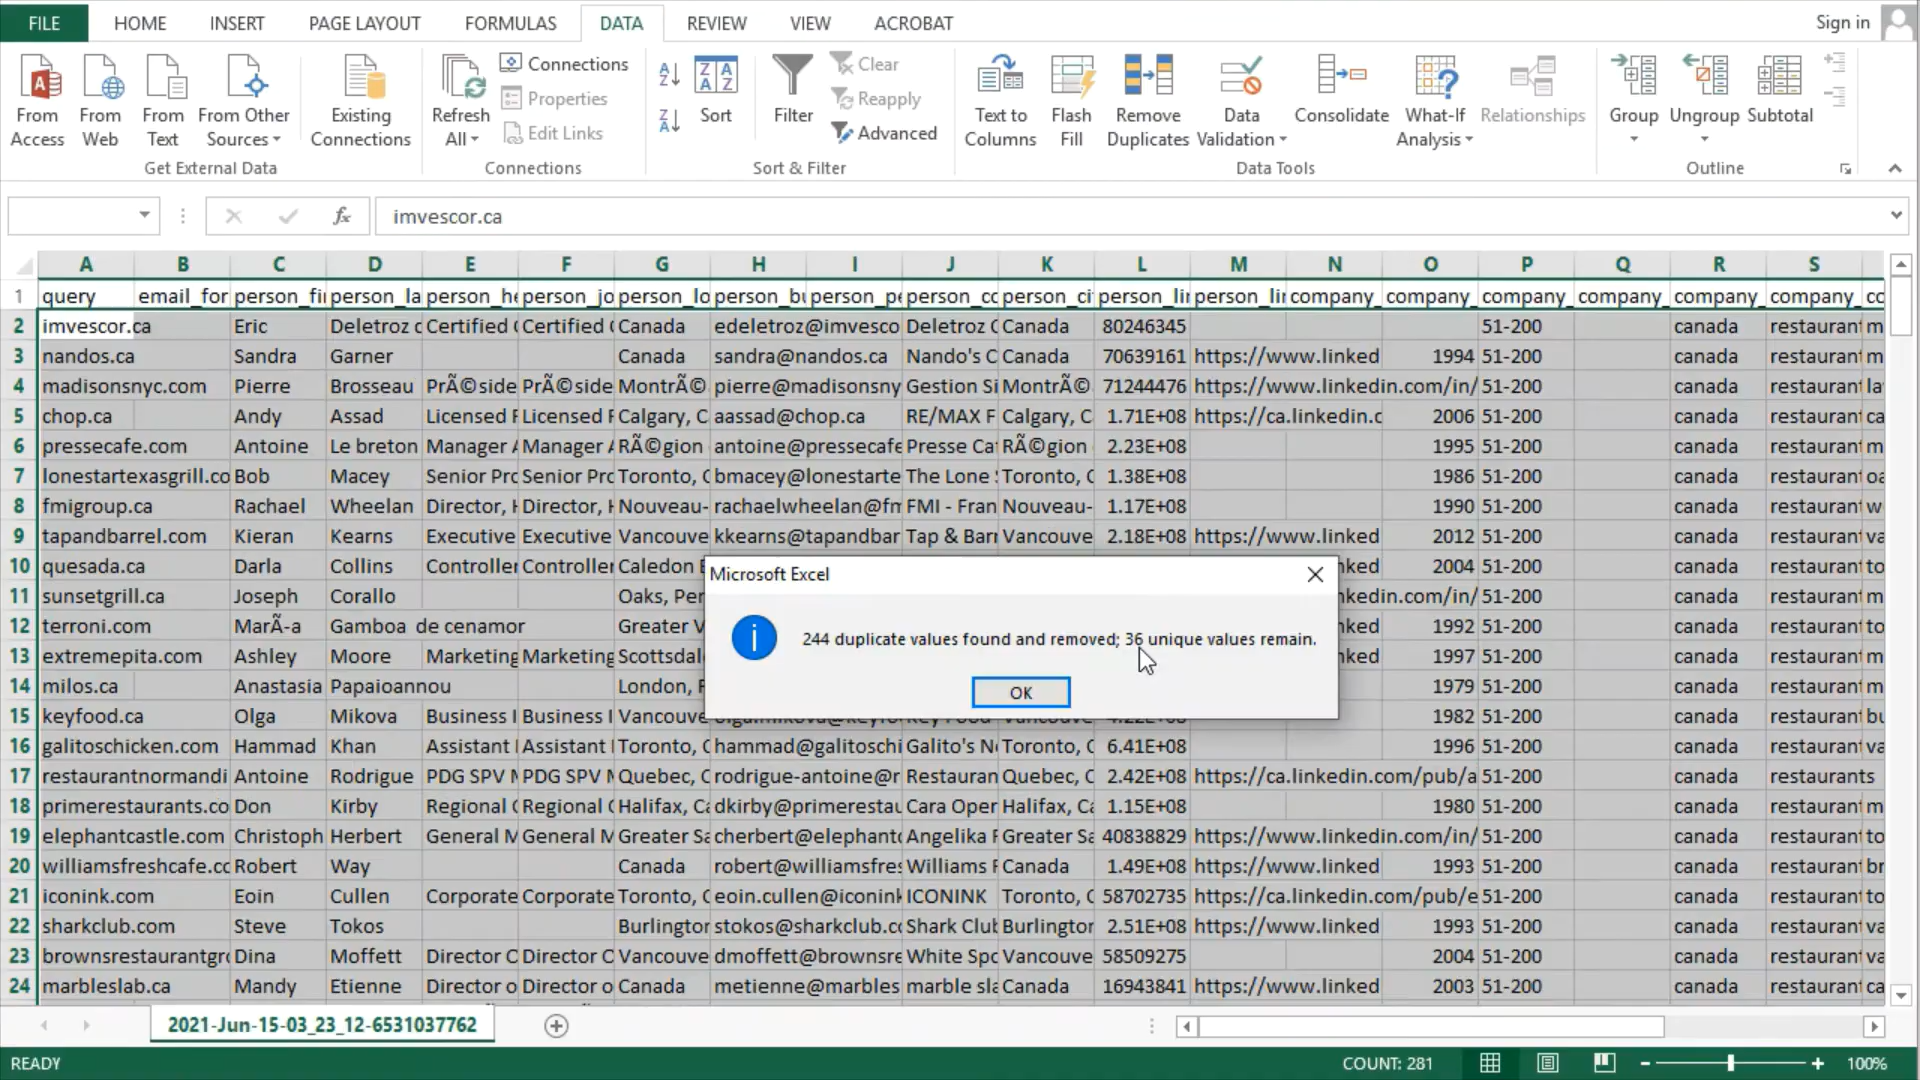 FILE HOME INSERT PAGE LAYOUT FORMULAS DATA REVIEW VIEW ACROBAT Sign in
From Access From Web From Text From Other Sources Existing Connections Refresh All Connections Properties Edit Links Sort Filter Clear Reapply Advanced Text to Columns Flash Fill Remove Duplicates Data Validation Consolidate What-If Analysis Relationships Group Ungroup Subtotal
Get External Data Connections Sort & Filter Data Tools Outline
fx imvescor.ca
A B C D E F G H I J K L M N O P Q R S
1 query email_for person_fir person_la person_he person_jo person_lo person_bu person_pe person_co person_cit person_lin person_lin company_ company_ company_ company_ company_ company_ co
2 imvescor.ca Eric Deletroz c Certified ( Certified ( Canada edeletroz@imvesco Deletroz C Canada 80246345 51-200 canada restaurant m
3 nandos.ca Sandra Garner Canada sandra@nandos.ca Nando's C Canada 70639161 https://www.linked 1994 51-200 canada restaurant m
4 madisonsnyc.com Pierre Brosseau PrÃ©side PrÃ©side MontrÃ© pierre@madisonsny Gestion Si MontrÃ© 71244476 https://www.linkedin.com/in/ 51-200 canada restaurant la
5 chop.ca Andy Assad Licensed F Licensed F Calgary, C aassad@chop.ca RE/MAX F Calgary, C 1.71E+08 https://ca.linkedin.c 2006 51-200 canada restaurant ca
6 pressecafe.com Antoine Le breton Manager A Manager A RÃ©gion antoine@pressecafe Presse Caf RÃ©gion 2.23E+08 1995 51-200 canada restaurant m
7 lonestartexasgrill.co Bob Macey Senior Pro Senior Pro Toronto, C bmacey@lonestarte The Lone S Toronto, C 1.38E+08 1986 51-200 canada restaurant oa
8 fmigroup.ca Rachael Wheelan Director, H Director, H Nouveau- rachaelwheelan@fm FMI - Fran Nouveau- 1.17E+08 1990 51-200 canada restaurant w
9 tapandbarrel.com Kieran Kearns Executive Executive Vancouve kkearns@tapandbar Tap & Barr Vancouve 2.18E+08 https://www.linked 2012 51-200 canada restaurant va
10 quesada.ca Darla Collins Controller Controller Caledon E nked 2004 51-200 canada restaurant to
11 sunsetgrill.ca Joseph Corallo Oaks, Per nkedin.com/in/ 51-200 canada restaurant m
12 terroni.com MarÃ-a Gamboa de cenamor Greater V nked 1992 51-200 canada restaurant to
13 extremepita.com Ashley Moore Marketing Marketing Scottsdal nked 1997 51-200 canada restaurant m
14 milos.ca Anastasia Papaioannou London, 1979 51-200 canada restaurant m
15 keyfood.ca Olga Mikova Business I Business I Vancouve 1982 51-200 canada restaurant bu
16 galitoschicken.com Hammad Khan Assistant Assistant Toronto, C hammad@galitoschi Galito's N Toronto, C 6.41E+08 1996 51-200 canada restaurant va
17 restaurantnormandi Antoine Rodrigue PDG SPV M PDG SPV M Quebec, C rodrigue-antoine@r Restauran Quebec, C 2.42E+08 https://ca.linkedin.com/pub/a 51-200 canada restaurants m
18 primerestaurants.co Don Kirby Regional C Regional C Halifax, Ca dkirby@primerestau Cara Oper Halifax, Ca 1.15E+08 1980 51-200 canada restaurant m
19 elephantcastle.com Christoph Herbert General M General M Greater Sa cherbert@elephantc Angelika F Greater Sa 40838829 https://www.linkedin.com/in/ 51-200 canada restaurant to
20 williamsfreshcafe.cc Robert Way Canada robert@williamsfres Williams F Canada 1.49E+08 https://www.linked 1993 51-200 canada restaurant br
21 iconink.com Eoin Cullen Corporate Corporate Toronto, C eoin.cullen@iconink ICONINK Toronto, C 58702735 https://ca.linkedin.com/pub/e 51-200 canada restaurant to
22 sharkclub.com Steve Tokos Burlington stokos@sharkclub.co Shark Club Burlington 2.51E+08 https://www.linked 1993 51-200 canada restaurant va
23 brownsrestaurantgro Dina Moffett Director O Director O Vancouve dmoffett@brownsre White Spo Vancouve 58509275 2004 51-200 canada restaurant va
24 marbleslab.ca Mandy Etienne Director o Director o Canada metienne@marbles marble sla Canada 16943841 https://www.linked 2003 51-200 canada restaurant ca
Microsoft Excel
244 duplicate values found and removed; 36 unique values remain.
OK
2021-Jun-15-03_23_12-6531037762
READY COUNT: 281 100%